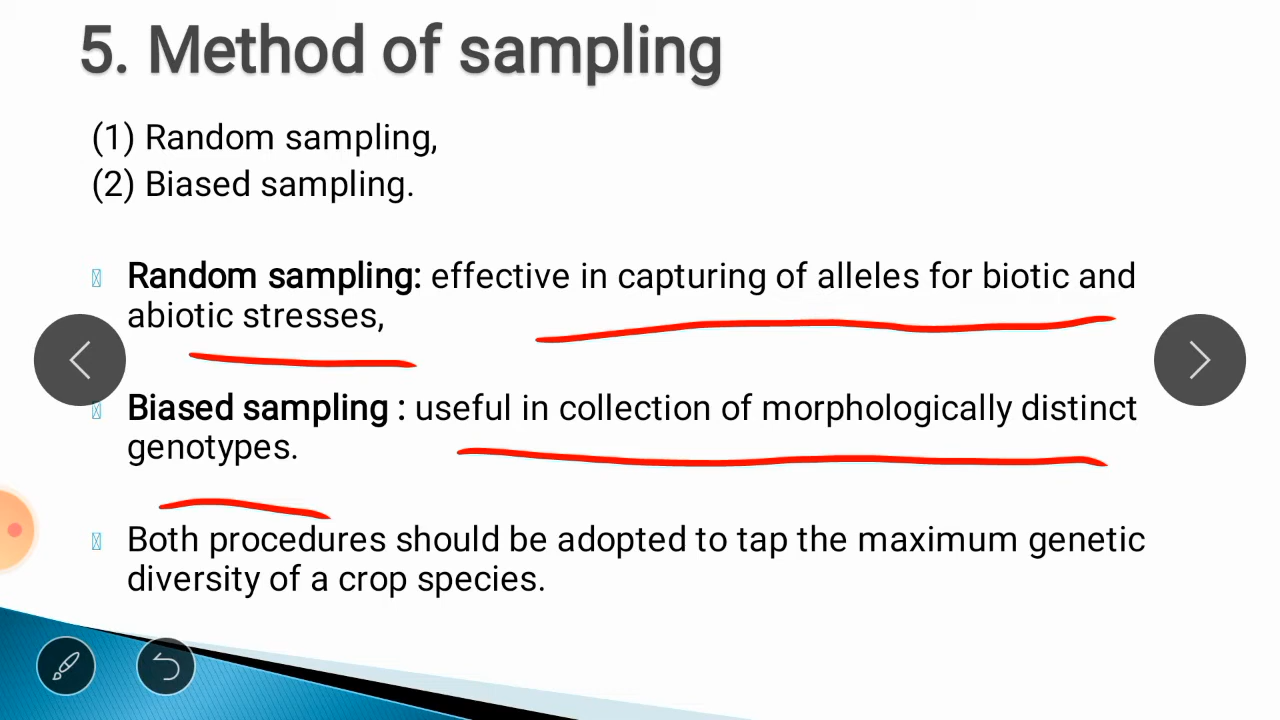 5. Method of sampling
(1) Random sampling,
(2) Biased sampling.
Random sampling: effective in capturing of alleles for biotic and
abiotic stresses,
Biased sampling : useful in collection of morphologically distinct
genotypes.
Both procedures should be adopted to tap the maximum genetic
diversity of a crop species.